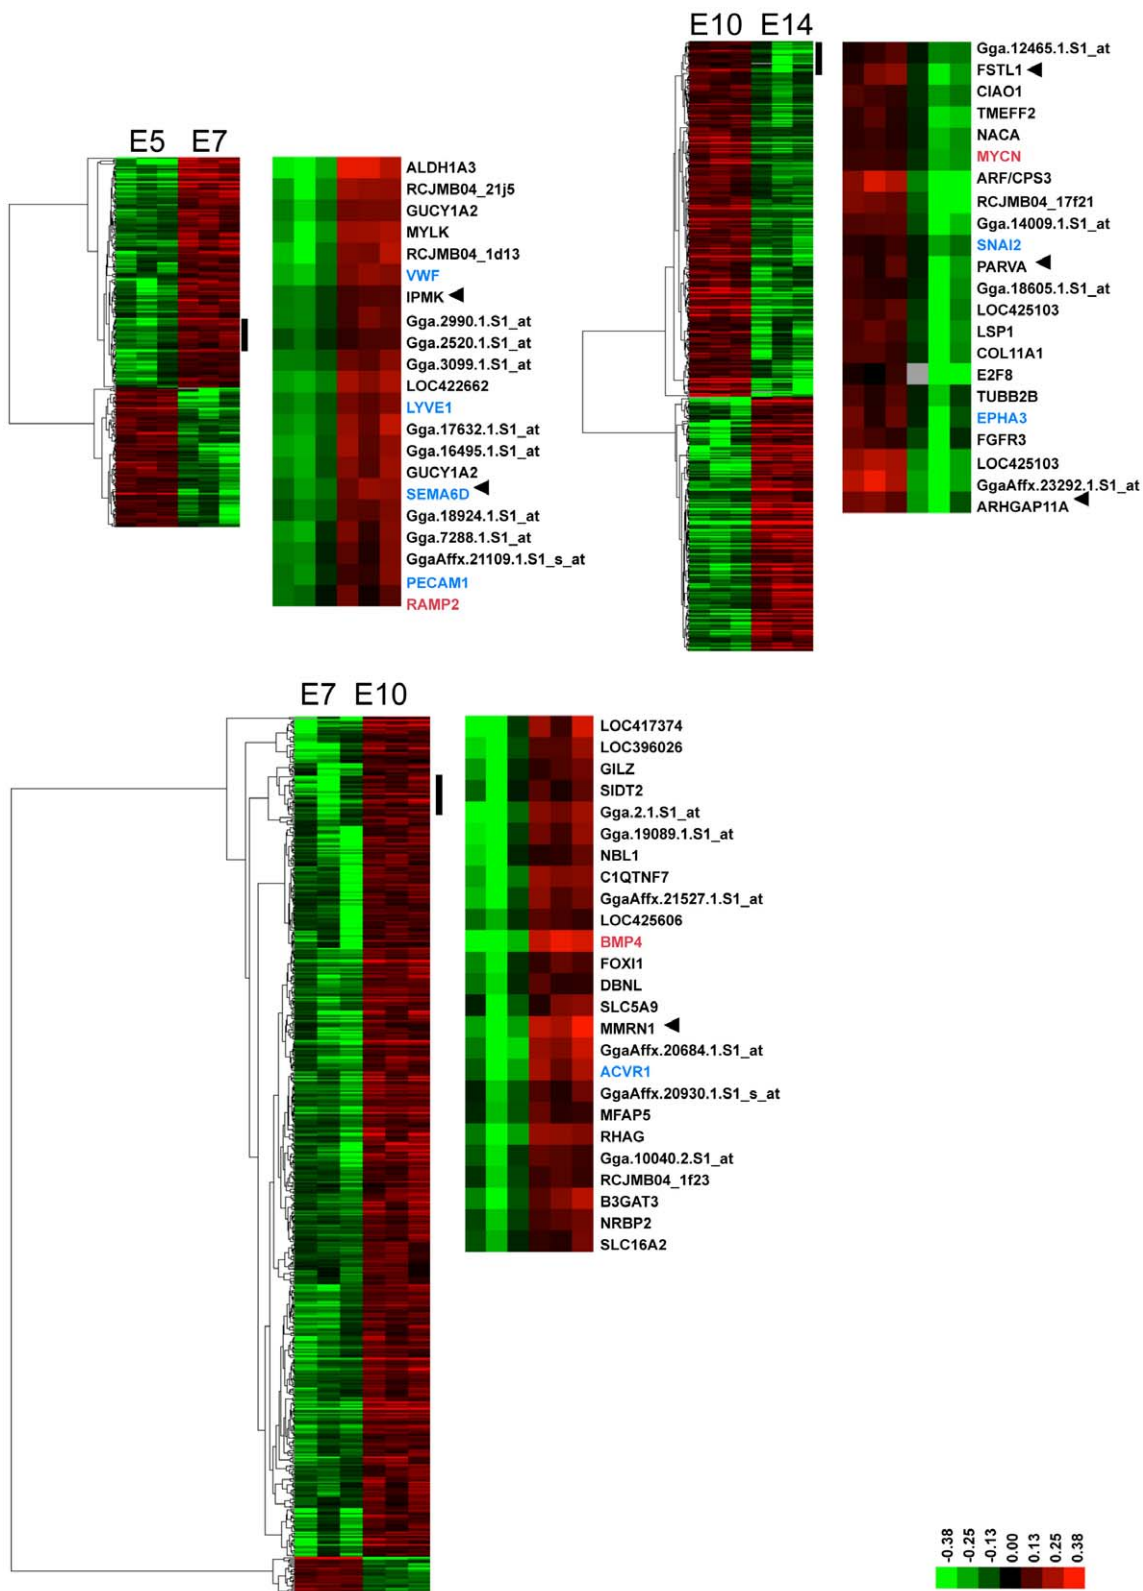 E5 E7
ALDH1A3
RCJMB04_21j5
GUCY1A2
MYLK
RCJMB04_1d13
VWF
IPMK
Gga.2990.1.S1_at
Gga.2520.1.S1_at
Gga.3099.1.S1_at
LOC422662
LYVE1
Gga.17632.1.S1_at
Gga.16495.1.S1_at
GUCY1A2
SEMA6D
Gga.18924.1.S1_at
Gga.7288.1.S1_at
GgaAffx.21109.1.S1_s_at
PECAM1
RAMP2
E10 E14
Gga.12465.1.S1_at
FSTL1
CIAO1
TMEFF2
NACA
MYCN
ARF/CPS3
RCJMB04_17f21
Gga.14009.1.S1_at
SNAI2
PARVA
Gga.18605.1.S1_at
LOC425103
LSP1
COL11A1
E2F8
TUBB2B
EPHA3
FGFR3
LOC425103
GgaAffx.23292.1.S1_at
ARHGAP11A
E7 E10
LOC417374
LOC396026
GILZ
SIDT2
Gga.2.1.S1_at
Gga.19089.1.S1_at
NBL1
C1QTNF7
GgaAffx.21527.1.S1_at
LOC425606
BMP4
FOXI1
DBNL
SLC5A9
MMRN1
GgaAffx.20684.1.S1_at
ACVR1
GgaAffx.20930.1.S1_s_at
MFAP5
RHAG
Gga.10040.2.S1_at
RCJMB04_1f23
B3GAT3
NRBP2
SLC16A2
-0.38
-0.25
-0.13
0.00
0.13
0.25
0.38